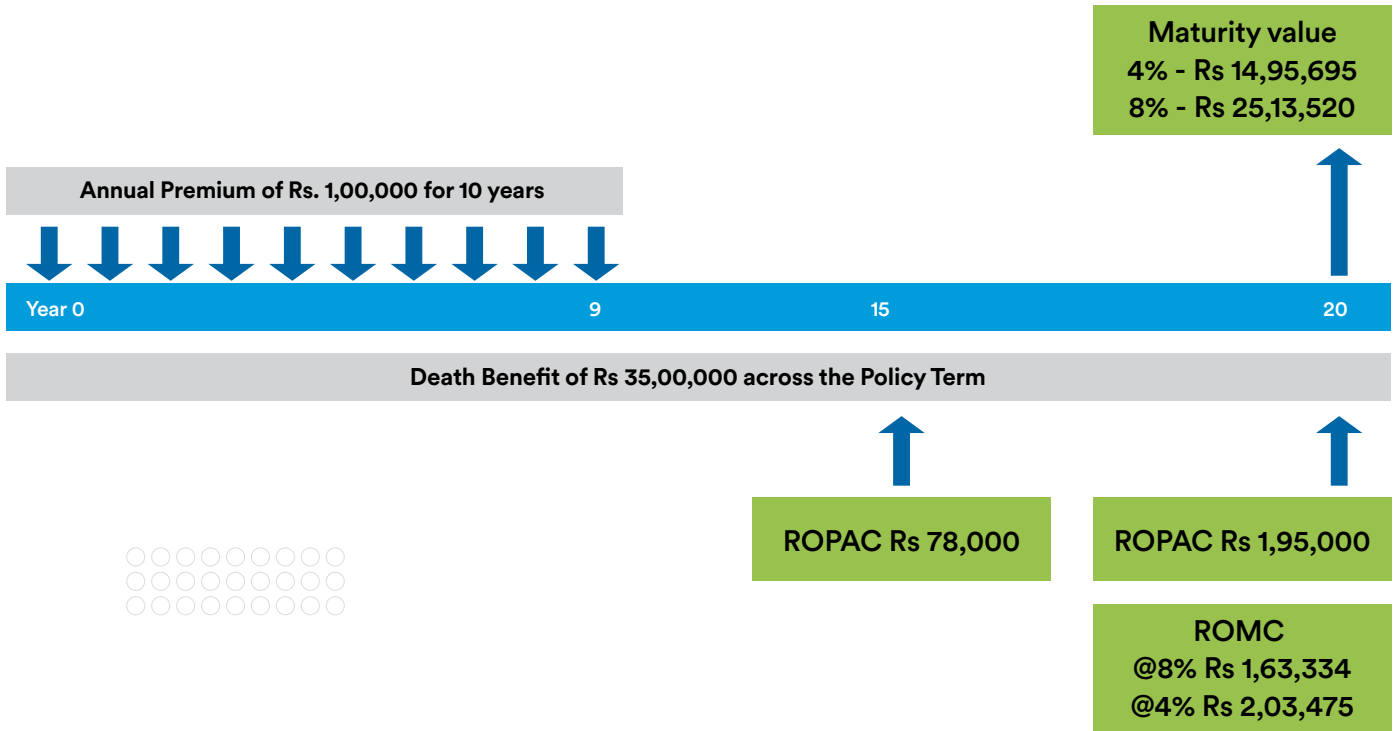 Maturity value
4% - Rs 14,95,695
8% - Rs 25,13,520
Annual Premium of Rs. 1,00,000 for 10 years
Year 0 9 15 20
Death Benefit of Rs 35,00,000 across the Policy Term
ROPAC Rs 78,000
ROPAC Rs 1,95,000
ROMC
@8% Rs 1,63,334
@4% Rs 2,03,475